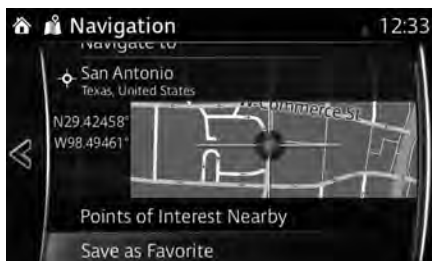 Navigation
12:33
Navigate to
San Antonio
Texas, United States
W Commerce St
N29.42458°
W98.49461°
Points of Interest Nearby
Save as Favorite